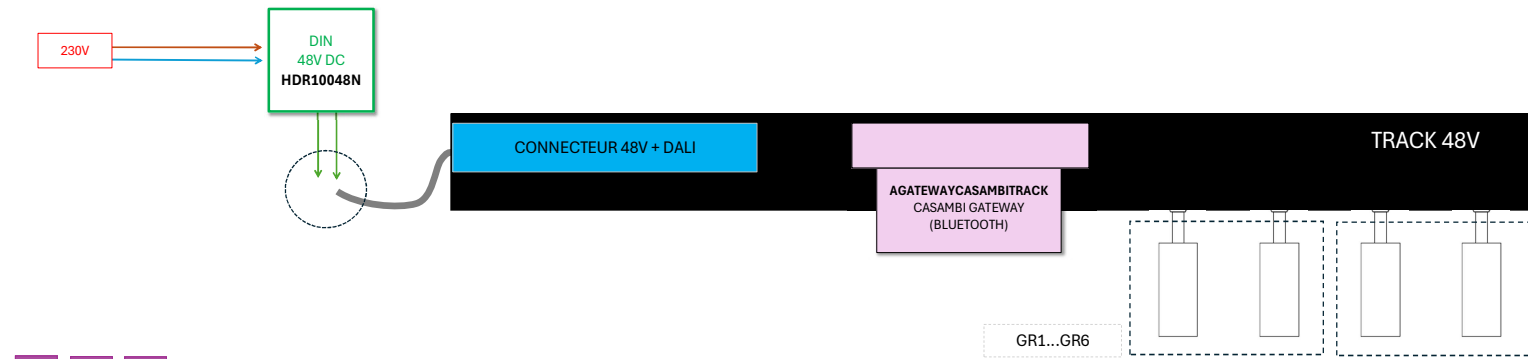 230V
DIN
48V DC
HDR10048N
CONNECTEUR 48V + DALI
TRACK 48V
AGATEWAYCASAMBITRACK
CASAMBI GATEWAY
(BLUETOOTH)
GR1...GR6